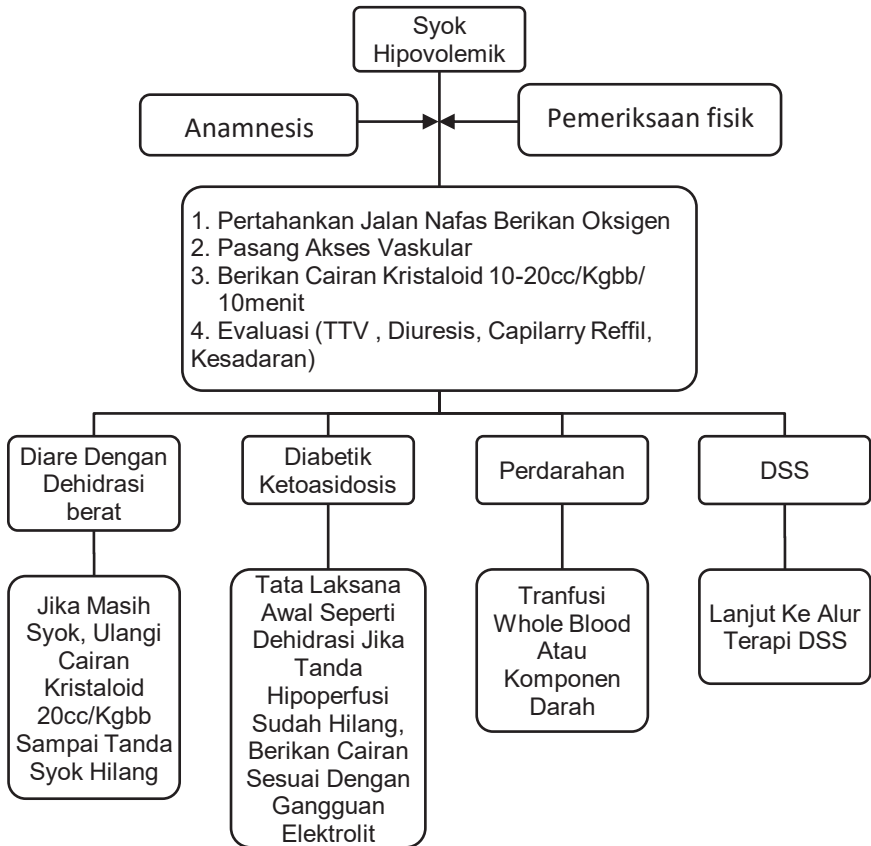 Syok
Hipovolemik
Anamnesis
Pemeriksaan fisik
1. Pertahankan Jalan Nafas Berikan Oksigen
2. Pasang Akses Vaskular
3. Berikan Cairan Kristaloid 10-20cc/Kgbb/
10menit
4. Evaluasi (TTV , Diuresis, Capilarry Reffil,
Kesadaran)
Diare Dengan
Dehidrasi
berat
Diabetik
Ketoasidosis
Perdarahan
DSS
Jika Masih
Syok, Ulangi
Cairan
Kristaloid
20cc/Kgbb
Sampai Tanda
Syok Hilang
Tata Laksana
Awal Seperti
Dehidrasi Jika
Tanda
Hipoperfusi
Sudah Hilang,
Berikan Cairan
Sesuai Dengan
Gangguan
Elektrolit
Tranfusi
Whole Blood
Atau
Komponen
Darah
Lanjut Ke Alur
Terapi DSS